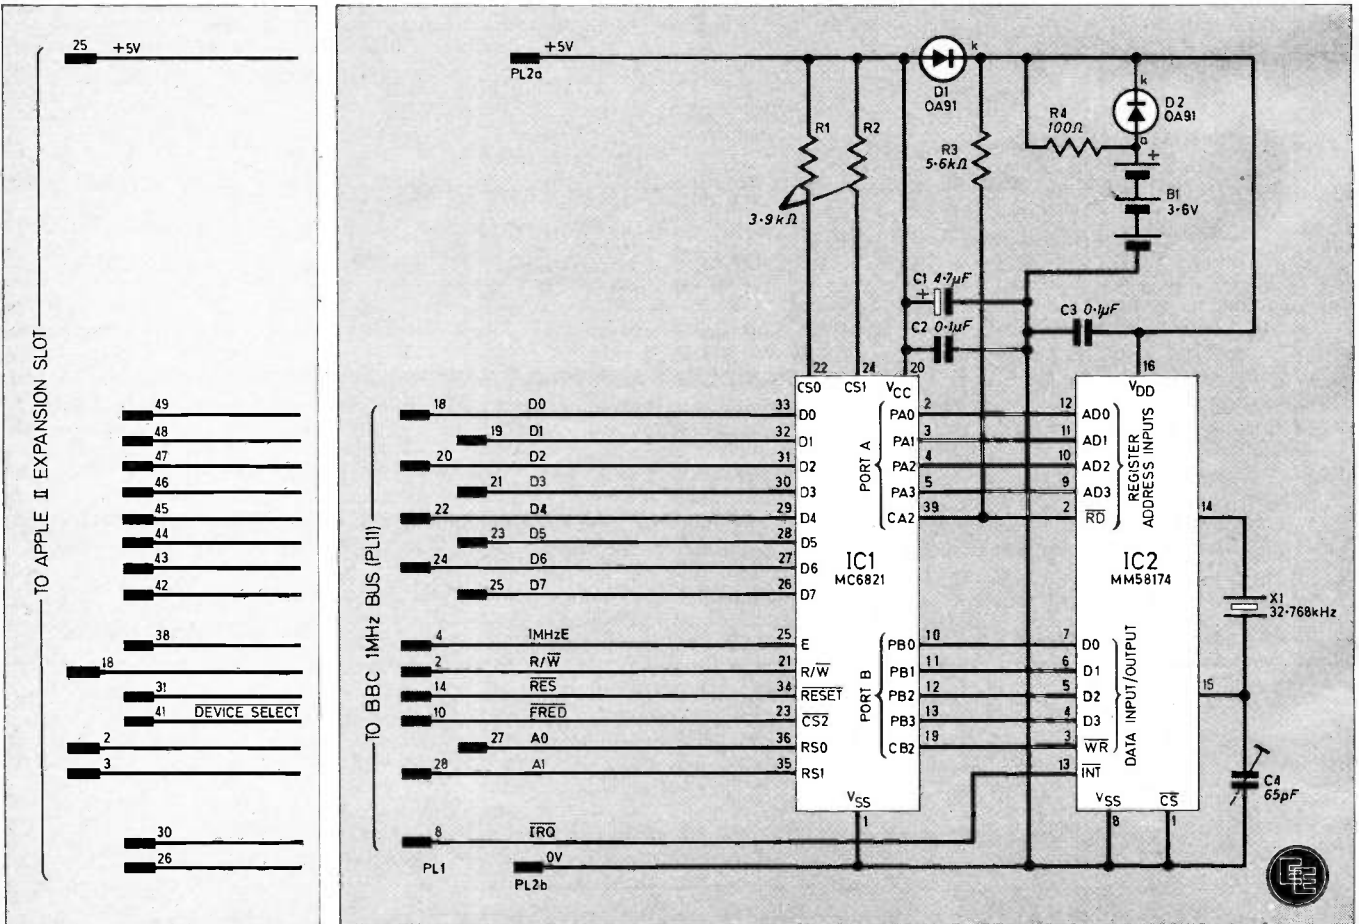 TO APPLE II EXPANSION SLOT
25 +5V
49
48
47
46
45
44
43
42
38
18
31
41 DEVICE SELECT
2
3
30
26
TO BBC 1MHz BUS (PL11)
+5V
PL2a
18 D0
19 D1
20 D2
21 D3
22 D4
23 D5
24 D6
25 D7
4 1MHzE
2 R/W
14 RES
10 FRED
27 A0
28 A1
8 IRQ
PL1
0V
PL2b
R1
R2
3·9kΩ
k
D1
OA91
R3
5·6kΩ
R4
100Ω
k
D2
OA91
a
+
B1
3·6V
C1 4·7µF
+
C2 0·1µF
C3 0·1µF
22
24
20
CS0
CS1
VCC
33 D0
32 D1
31 D2
30 D3
29 D4
28 D5
27 D6
26 D7
25 E
21 R/W
34 RESET
23 CS2
36 RS0
35 RS1
VSS
1
IC1
MC6821
PORT A
PA0 2
PA1 3
PA2 4
PA3 5
CA2 39
PORT B
PB0 10
PB1 11
PB2 12
PB3 13
CB2 19
16
VDD
12 AD0
11 AD1
10 AD2
9 AD3
2 RD
REGISTER
ADDRESS INPUTS
IC2
MM58174
7 D0
6 D1
5 D2
4 D3
3 WR
13 INT
DATA INPUT/OUTPUT
VSS
8
CS
1
14
15
X1
32·768kHz
C4
65pF
EE